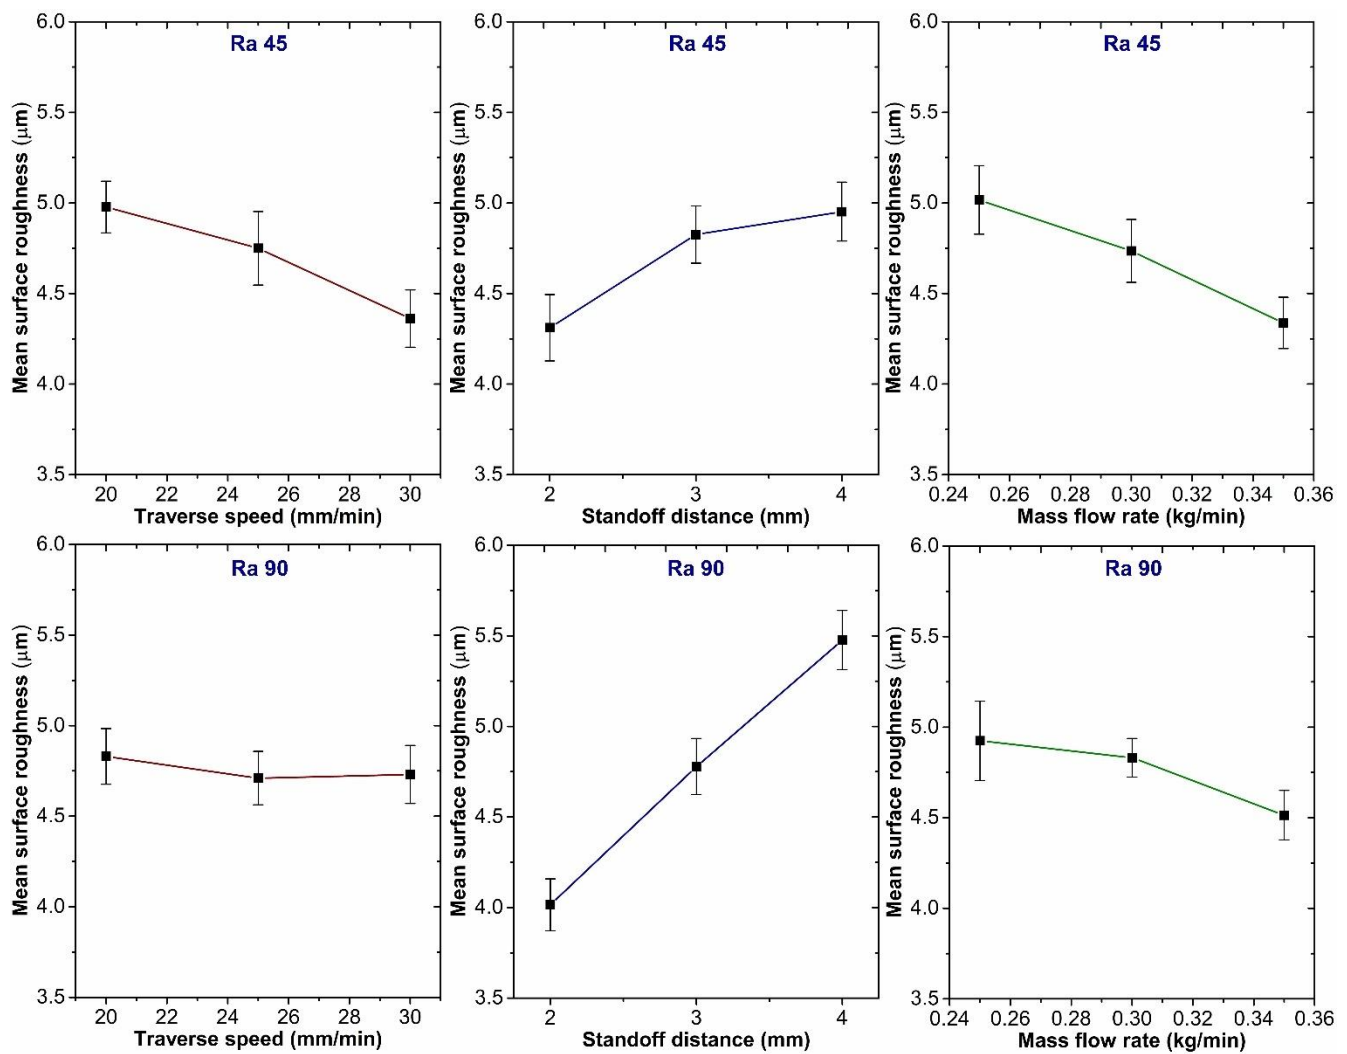 Ra 45
Mean surface roughness (μm)
6.0
5.5
5.0
4.5
4.0
3.5
20 22 24 26 28 30
Traverse speed (mm/min)
Ra 45
Mean surface roughness (μm)
6.0
5.5
5.0
4.5
4.0
3.5
2 3 4
Standoff distance (mm)
Ra 45
Mean surface roughness (μm)
6.0
5.5
5.0
4.5
4.0
3.5
0.24 0.26 0.28 0.30 0.32 0.34 0.36
Mass flow rate (kg/min)
Ra 90
Mean surface roughness (μm)
6.0
5.5
5.0
4.5
4.0
3.5
20 22 24 26 28 30
Traverse speed (mm/min)
Ra 90
Mean surface roughness (μm)
6.0
5.5
5.0
4.5
4.0
3.5
2 3 4
Standoff distance (mm)
Ra 90
Mean surface roughness (μm)
6.0
5.5
5.0
4.5
4.0
3.5
0.24 0.26 0.28 0.30 0.32 0.34 0.36
Mass flow rate (kg/min)